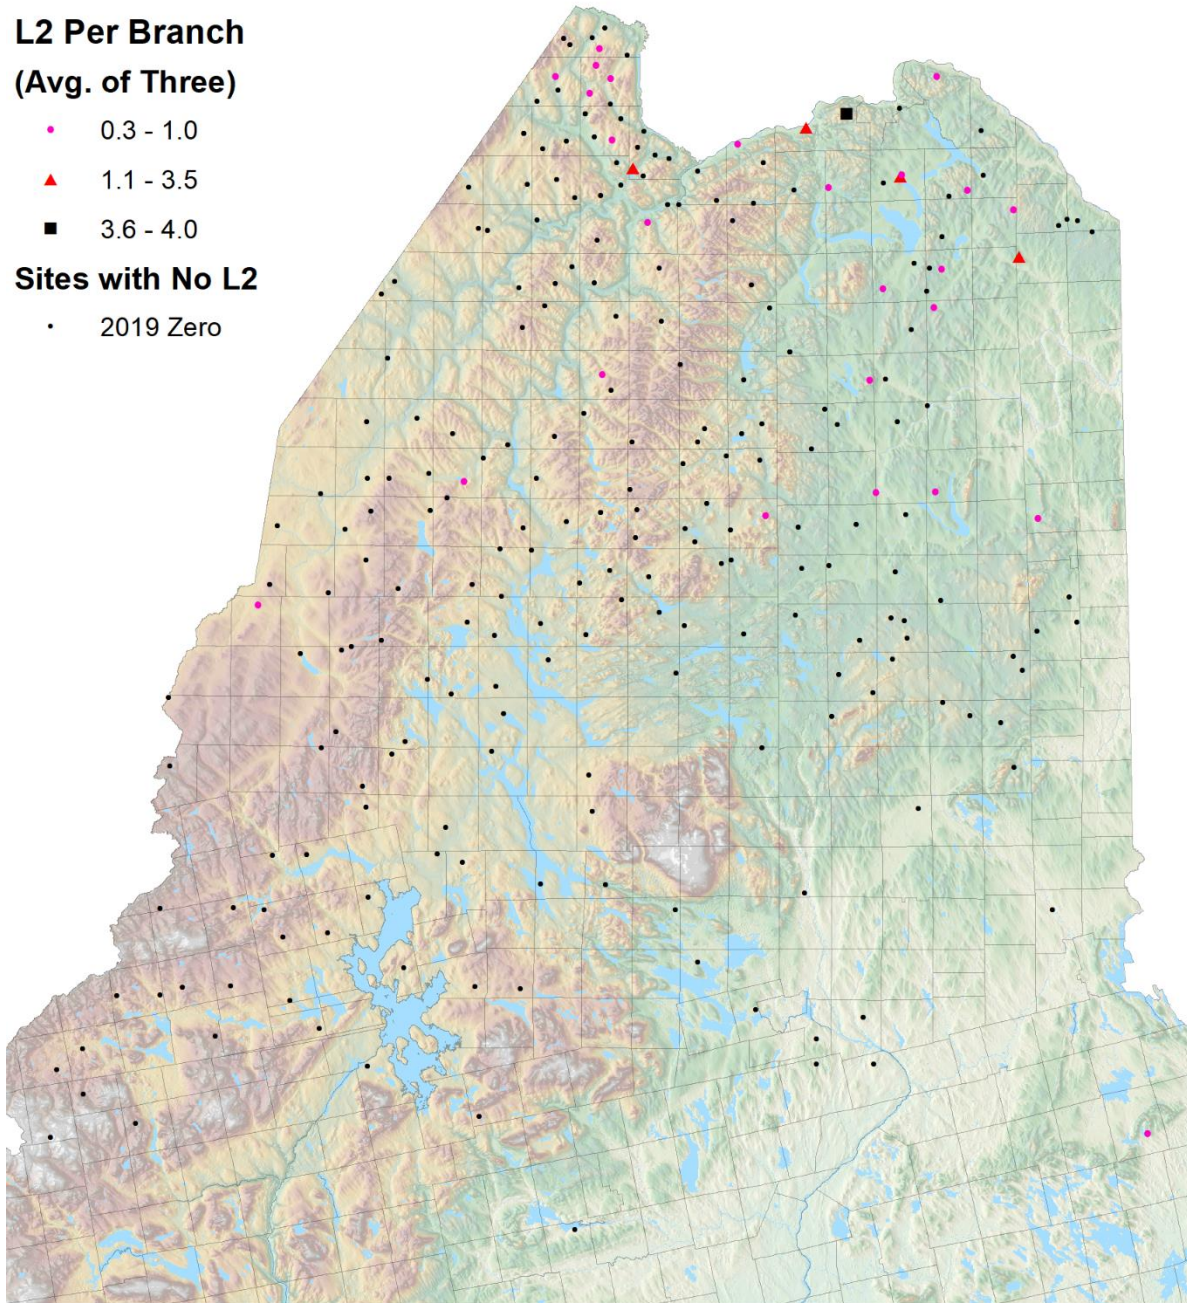 L2 Per Branch
(Avg. of Three)
0.3 - 1.0
1.1 - 3.5
3.6 - 4.0
Sites with No L2
2019 Zero